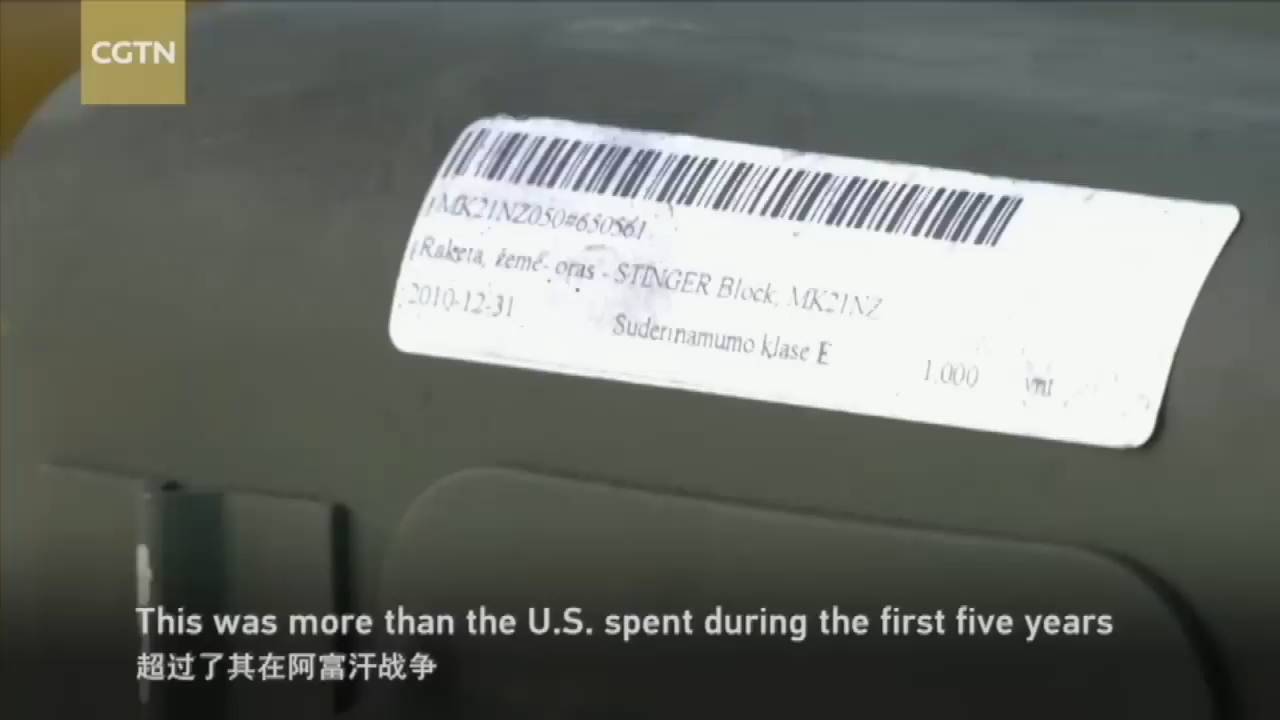 CGTN
MK21NZ050#650561
Raketa, žemė- oras - STINGER Block, MK21NZ
2010-12-31
Suderinamumo klase E
1.000 vnt
This was more than the U.S. spent during the first five years
超过了其在阿富汗战争